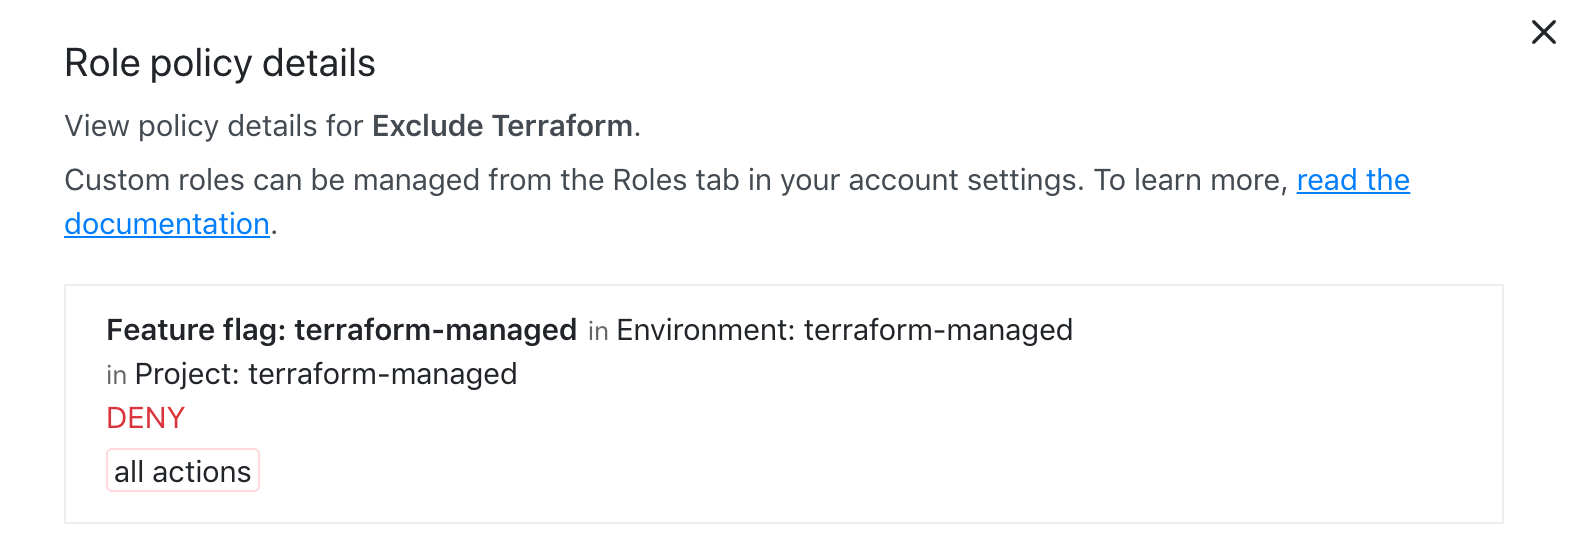 Role policy details
View policy details for Exclude Terraform.
Custom roles can be managed from the Roles tab in your account settings. To learn more, read the
documentation.
Feature flag: terraform-managed in Environment: terraform-managed
in Project: terraform-managed
DENY
all actions